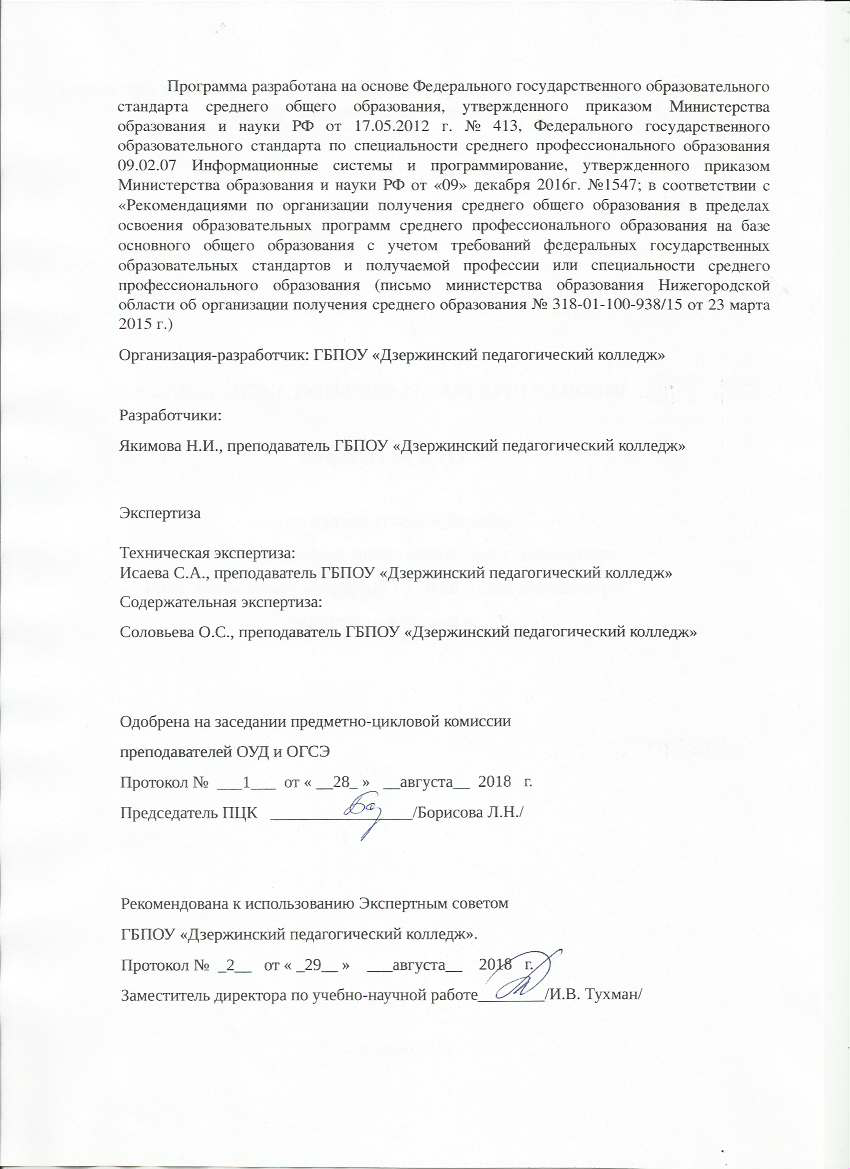 Программа разработана на основе Федерального государственного образовательного
стандарта среднего общего образования, утвержденного приказом Министерства
образования и науки РФ от 17.05.2012 г. № 413, Федерального государственного
образовательного стандарта по специальности среднего профессионального образования
09.02.07 Информационные системы и программирование, утвержденного приказом
Министерства образования и науки РФ от «09» декабря 2016г. №1547; в соответствии с
«Рекомендациями по организации получения среднего общего образования в пределах
освоения образовательных программ среднего профессионального образования на базе
основного общего образования с учетом требований федеральных государственных
образовательных стандартов и получаемой профессии или специальности среднего
профессионального образования (письмо министерства образования Нижегородской
области об организации получения среднего образования № 318-01-100-938/15 от 23 марта
2015 г.)
Организация-разработчик: ГБПОУ «Дзержинский педагогический колледж»
Разработчики:
Якимова Н.И., преподаватель ГБПОУ «Дзержинский педагогический колледж»
Экспертиза
Техническая экспертиза:
Исаева С.А., преподаватель ГБПОУ «Дзержинский педагогический колледж»
Содержательная экспертиза:
Соловьева О.С., преподаватель ГБПОУ «Дзержинский педагогический колледж»
Одобрена на заседании предметно-цикловой комиссии
преподавателей ОУД и ОГСЭ
Протокол № ___1___ от « __28_ » __августа__ 2018 г.
Председатель ПЦК _________________/Борисова Л.Н./
Рекомендована к использованию Экспертным советом
ГБПОУ «Дзержинский педагогический колледж».
Протокол № _2__ от « _29__ » ___августа__ 2018 г.
Заместитель директора по учебно-научной работе________/И.В. Тухман/